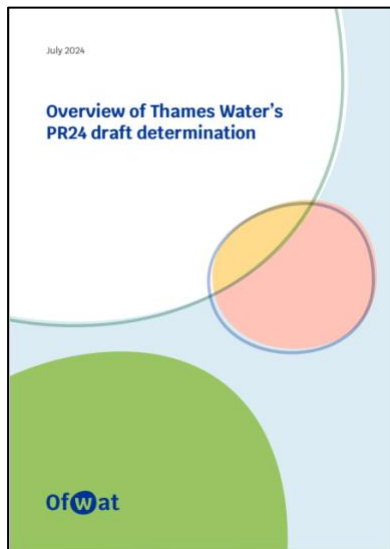 July 2024
Overview of Thames Water's
PR24 draft determination
Ofwat